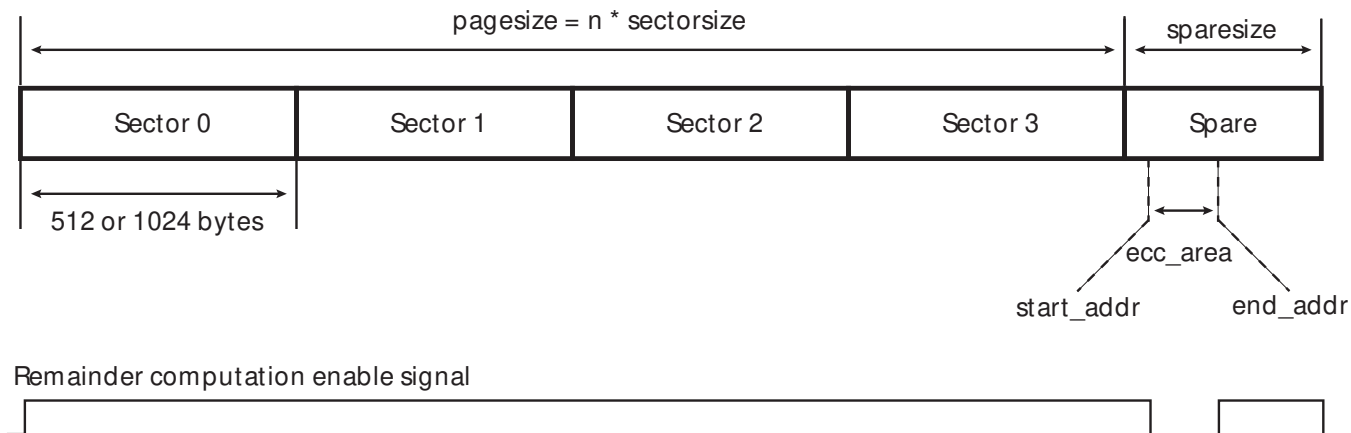 pagesize = n * sectorsize
sparesize
Sector 0
Sector 1
Sector 2
Sector 3
Spare
512 or 1024 bytes
ecc_area
start_addr
end_addr
Remainder computation enable signal